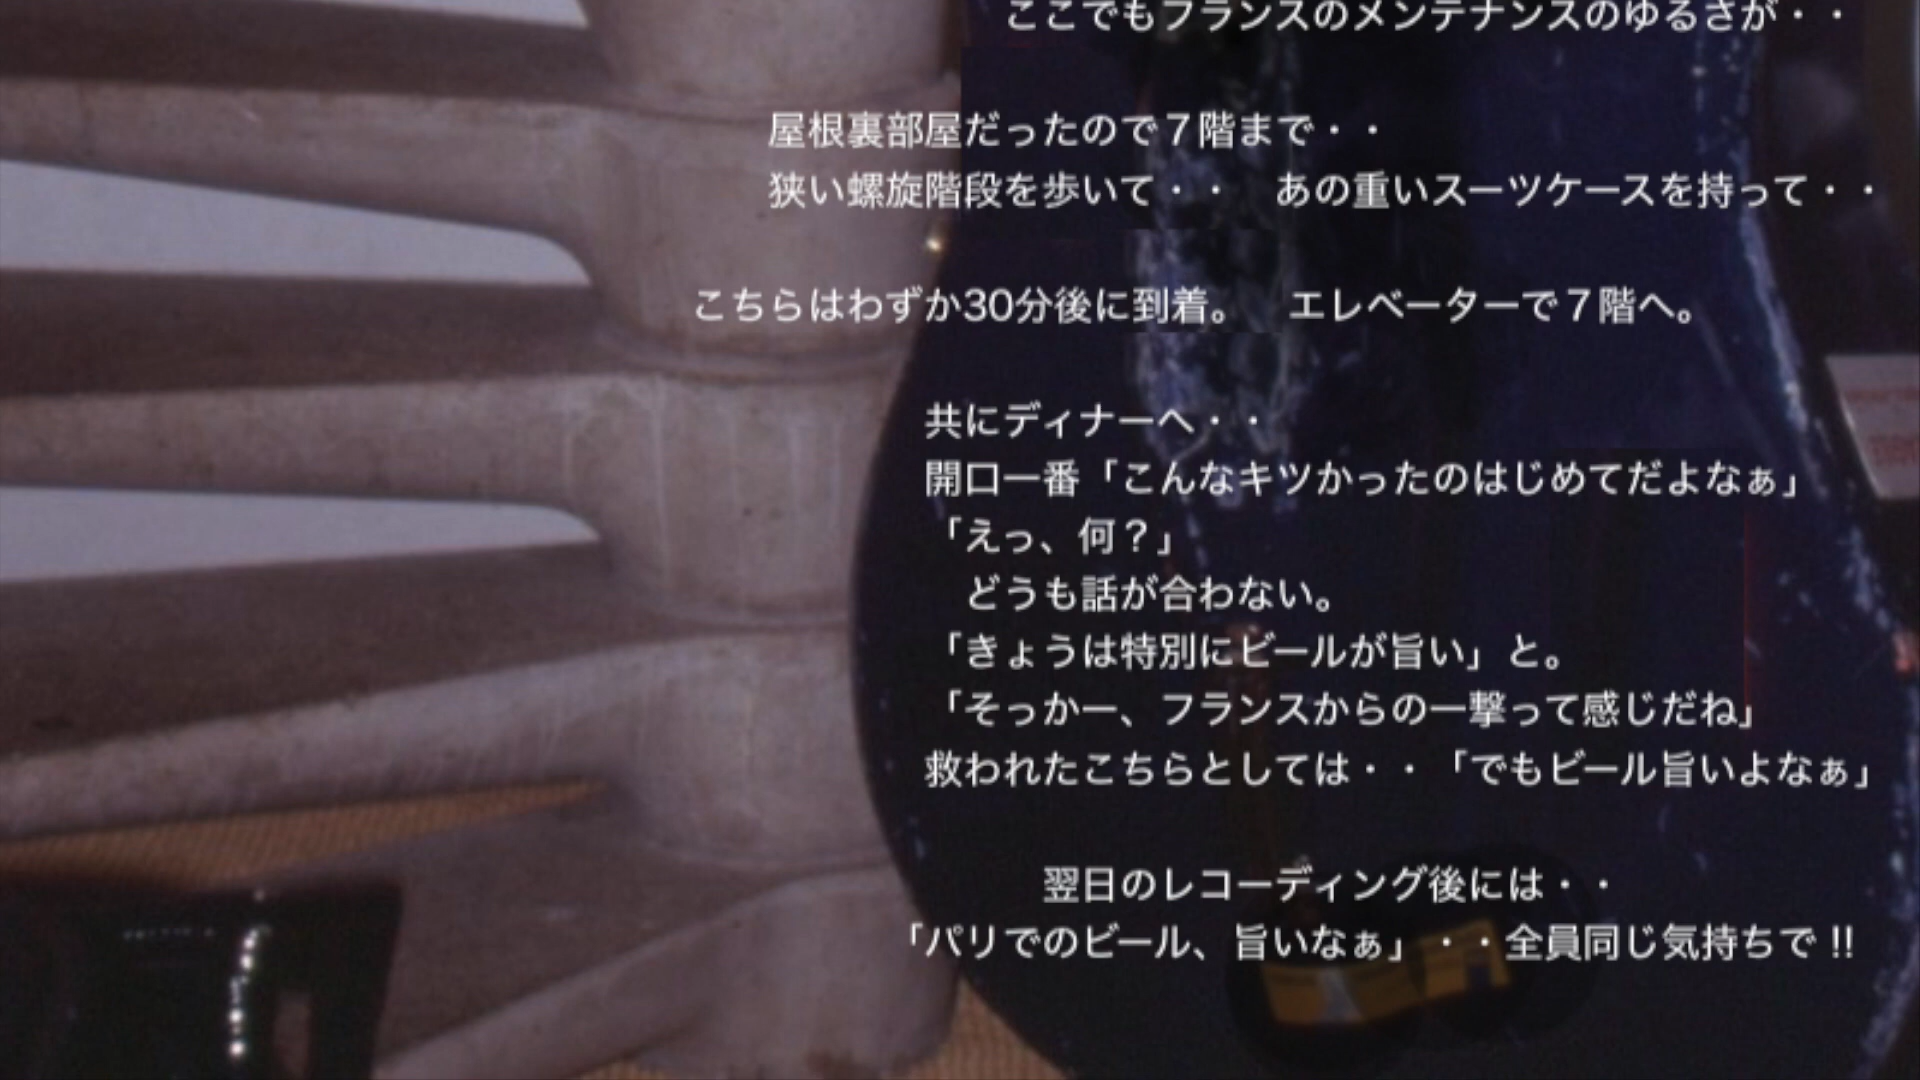 ここでもフランスのメンテナンスのゆるさが・・
屋根裏部屋だったので７階まで・・
狭い螺旋階段を歩いて・・　あの重いスーツケースを持って・・
こちらはわずか30分後に到着。　エレベーターで７階へ。
共にディナーへ・・
開口一番「こんなキツかったのはじめてだよなぁ」
「えっ、何？」
どうも話が合わない。
「きょうは特別にビールが旨い」と。
「そっかー、フランスからの一撃って感じだね」
救われたこちらとしては・・「でもビール旨いよなぁ」
翌日のレコーディング後には・・
「パリでのビール、旨いなぁ」・・全員同じ気持ちで !!